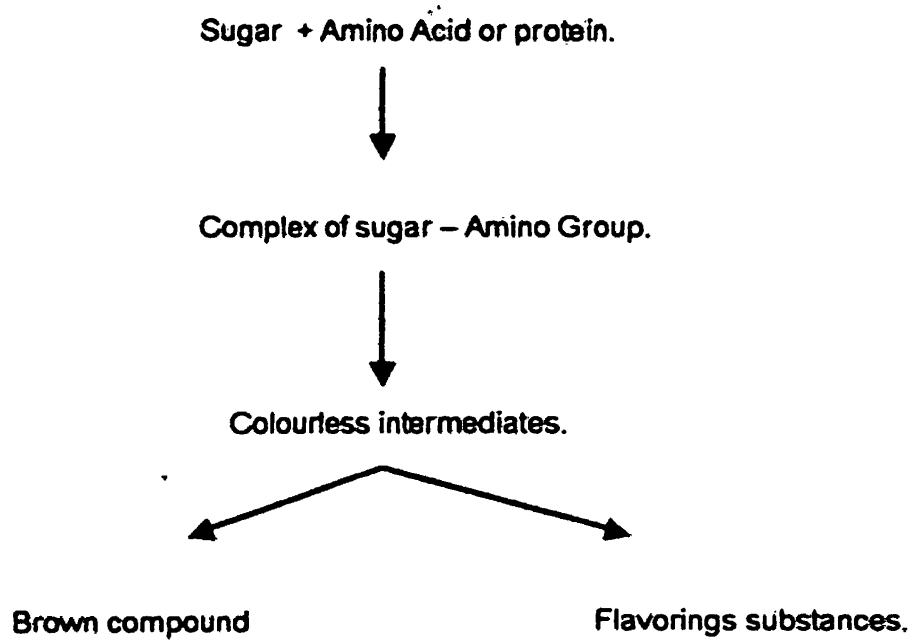 Sugar + Amino Acid or protein.
Complex of sugar – Amino Group.
Colourless intermediates.
Brown compound
Flavorings substances.